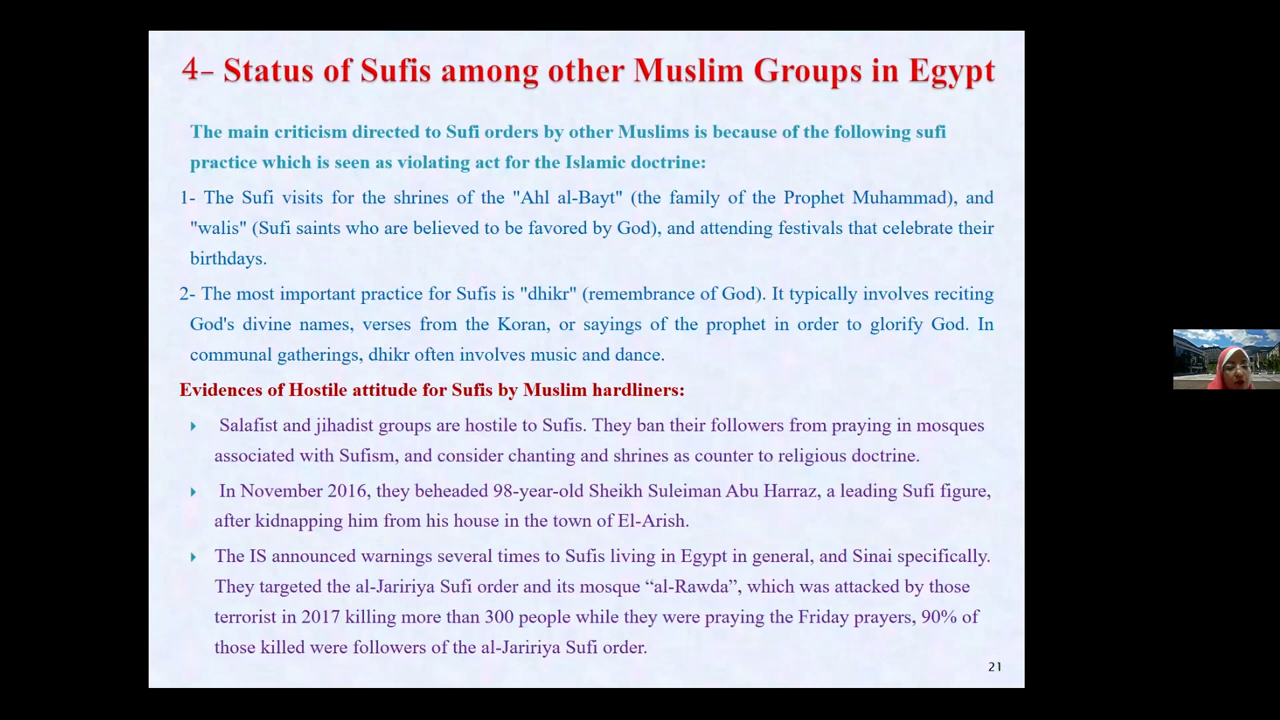 4- Status of Sufis among other Muslim Groups in Egypt
The main criticism directed to Sufi orders by other Muslims is because of the following sufi
practice which is seen as violating act for the Islamic doctrine:
1- The Sufi visits for the shrines of the "Ahl al-Bayt" (the family of the Prophet Muhammad), and
"walis" (Sufi saints who are believed to be favored by God), and attending festivals that celebrate their
birthdays.
2- The most important practice for Sufis is "dhikr" (remembrance of God). It typically involves reciting
God's divine names, verses from the Koran, or sayings of the prophet in order to glorify God. In
communal gatherings, dhikr often involves music and dance.
Evidences of Hostile attitude for Sufis by Muslim hardliners:
Salafist and jihadist groups are hostile to Sufis. They ban their followers from praying in mosques
associated with Sufism, and consider chanting and shrines as counter to religious doctrine.
In November 2016, they beheaded 98-year-old Sheikh Suleiman Abu Harraz, a leading Sufi figure,
after kidnapping him from his house in the town of El-Arish.
The IS announced warnings several times to Sufis living in Egypt in general, and Sinai specifically.
They targeted the al-Jaririya Sufi order and its mosque “al-Rawda”, which was attacked by those
terrorist in 2017 killing more than 300 people while they were praying the Friday prayers, 90% of
those killed were followers of the al-Jaririya Sufi order.
21